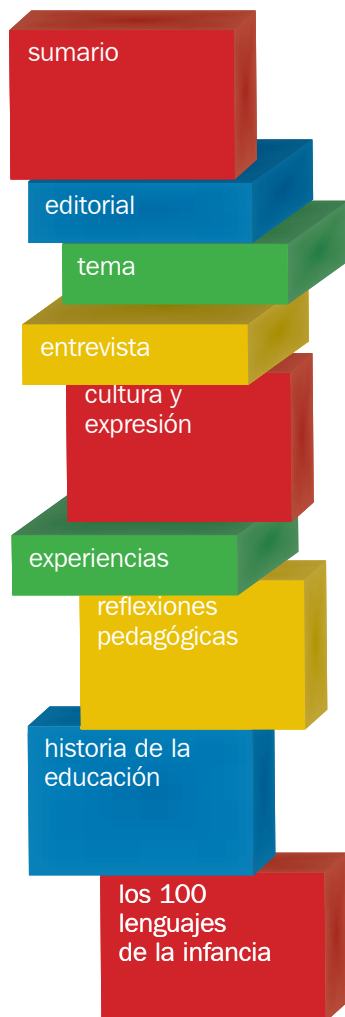 sumario
editorial
tema
entrevista
cultura y
expresión
experiencias
reflexiones
pedagógicas
historia de la
educación
los 100
lenguajes
de la infancia